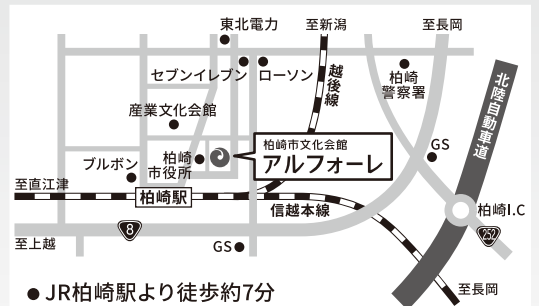 東北電力
至新潟
至長岡
セブンイレブン
ローソン
越後線
柏崎
警察署
北陸自動車道
産業文化会館
柏崎市文化会館
アルフォーレ
GS
ブルボン
柏崎
市役所
至直江津
柏崎駅
信越本線
柏崎I.C
8
252
至上越
GS
至長岡
●JR柏崎駅より徒歩約7分